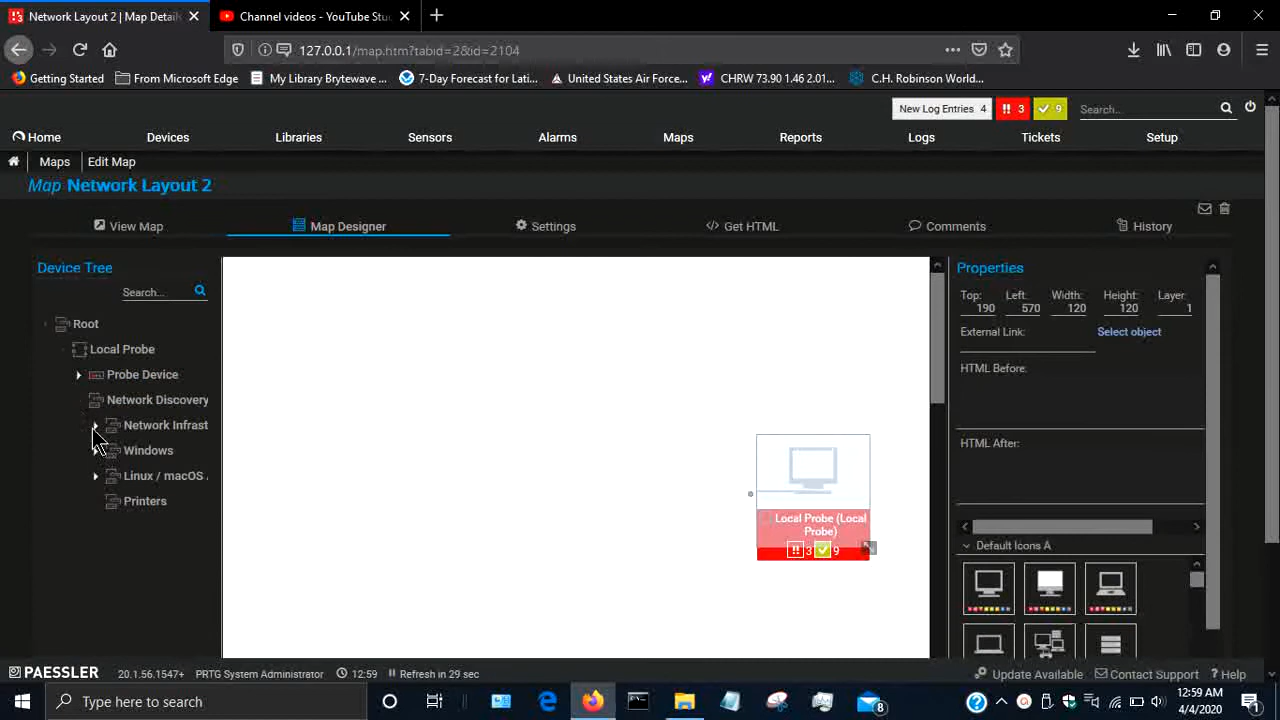 Network Layout 2 | Map Details
Channel videos - YouTube Stu
127.0.0.1/map.htm?tabid=2&id=2104
Getting Started
From Microsoft Edge
My Library Brytewave...
7-Day Forecast for Lati...
United States Air Force...
CHRW 73.90 1.46 2.01...
C.H. Robinson World...
New Log Entries 4
!! 3
9
Search...
Home
Devices
Libraries
Sensors
Alarms
Maps
Reports
Logs
Tickets
Setup
Maps
Edit Map
Map Network Layout 2
View Map
Map Designer
Settings
</> Get HTML
Comments
History
Device Tree
Search...
Root
Local Probe
Probe Device
Network Discovery
Network Infrast
Windows
Linux / macOS /
Printers
Local Probe (Local
Probe)
!! 3 9
Properties
Top: 190
Left: 570
Width: 120
Height: 120
Layer: 1
External Link:
Select object
HTML Before:
HTML After:
Default Icons A
PAESSLER
20.1.56.1547+
PRTG System Administrator
12:59
Refresh in 29 sec
Update Available
Contact Support
? Help
Type here to search
8
12:59 AM
4/4/2020
1